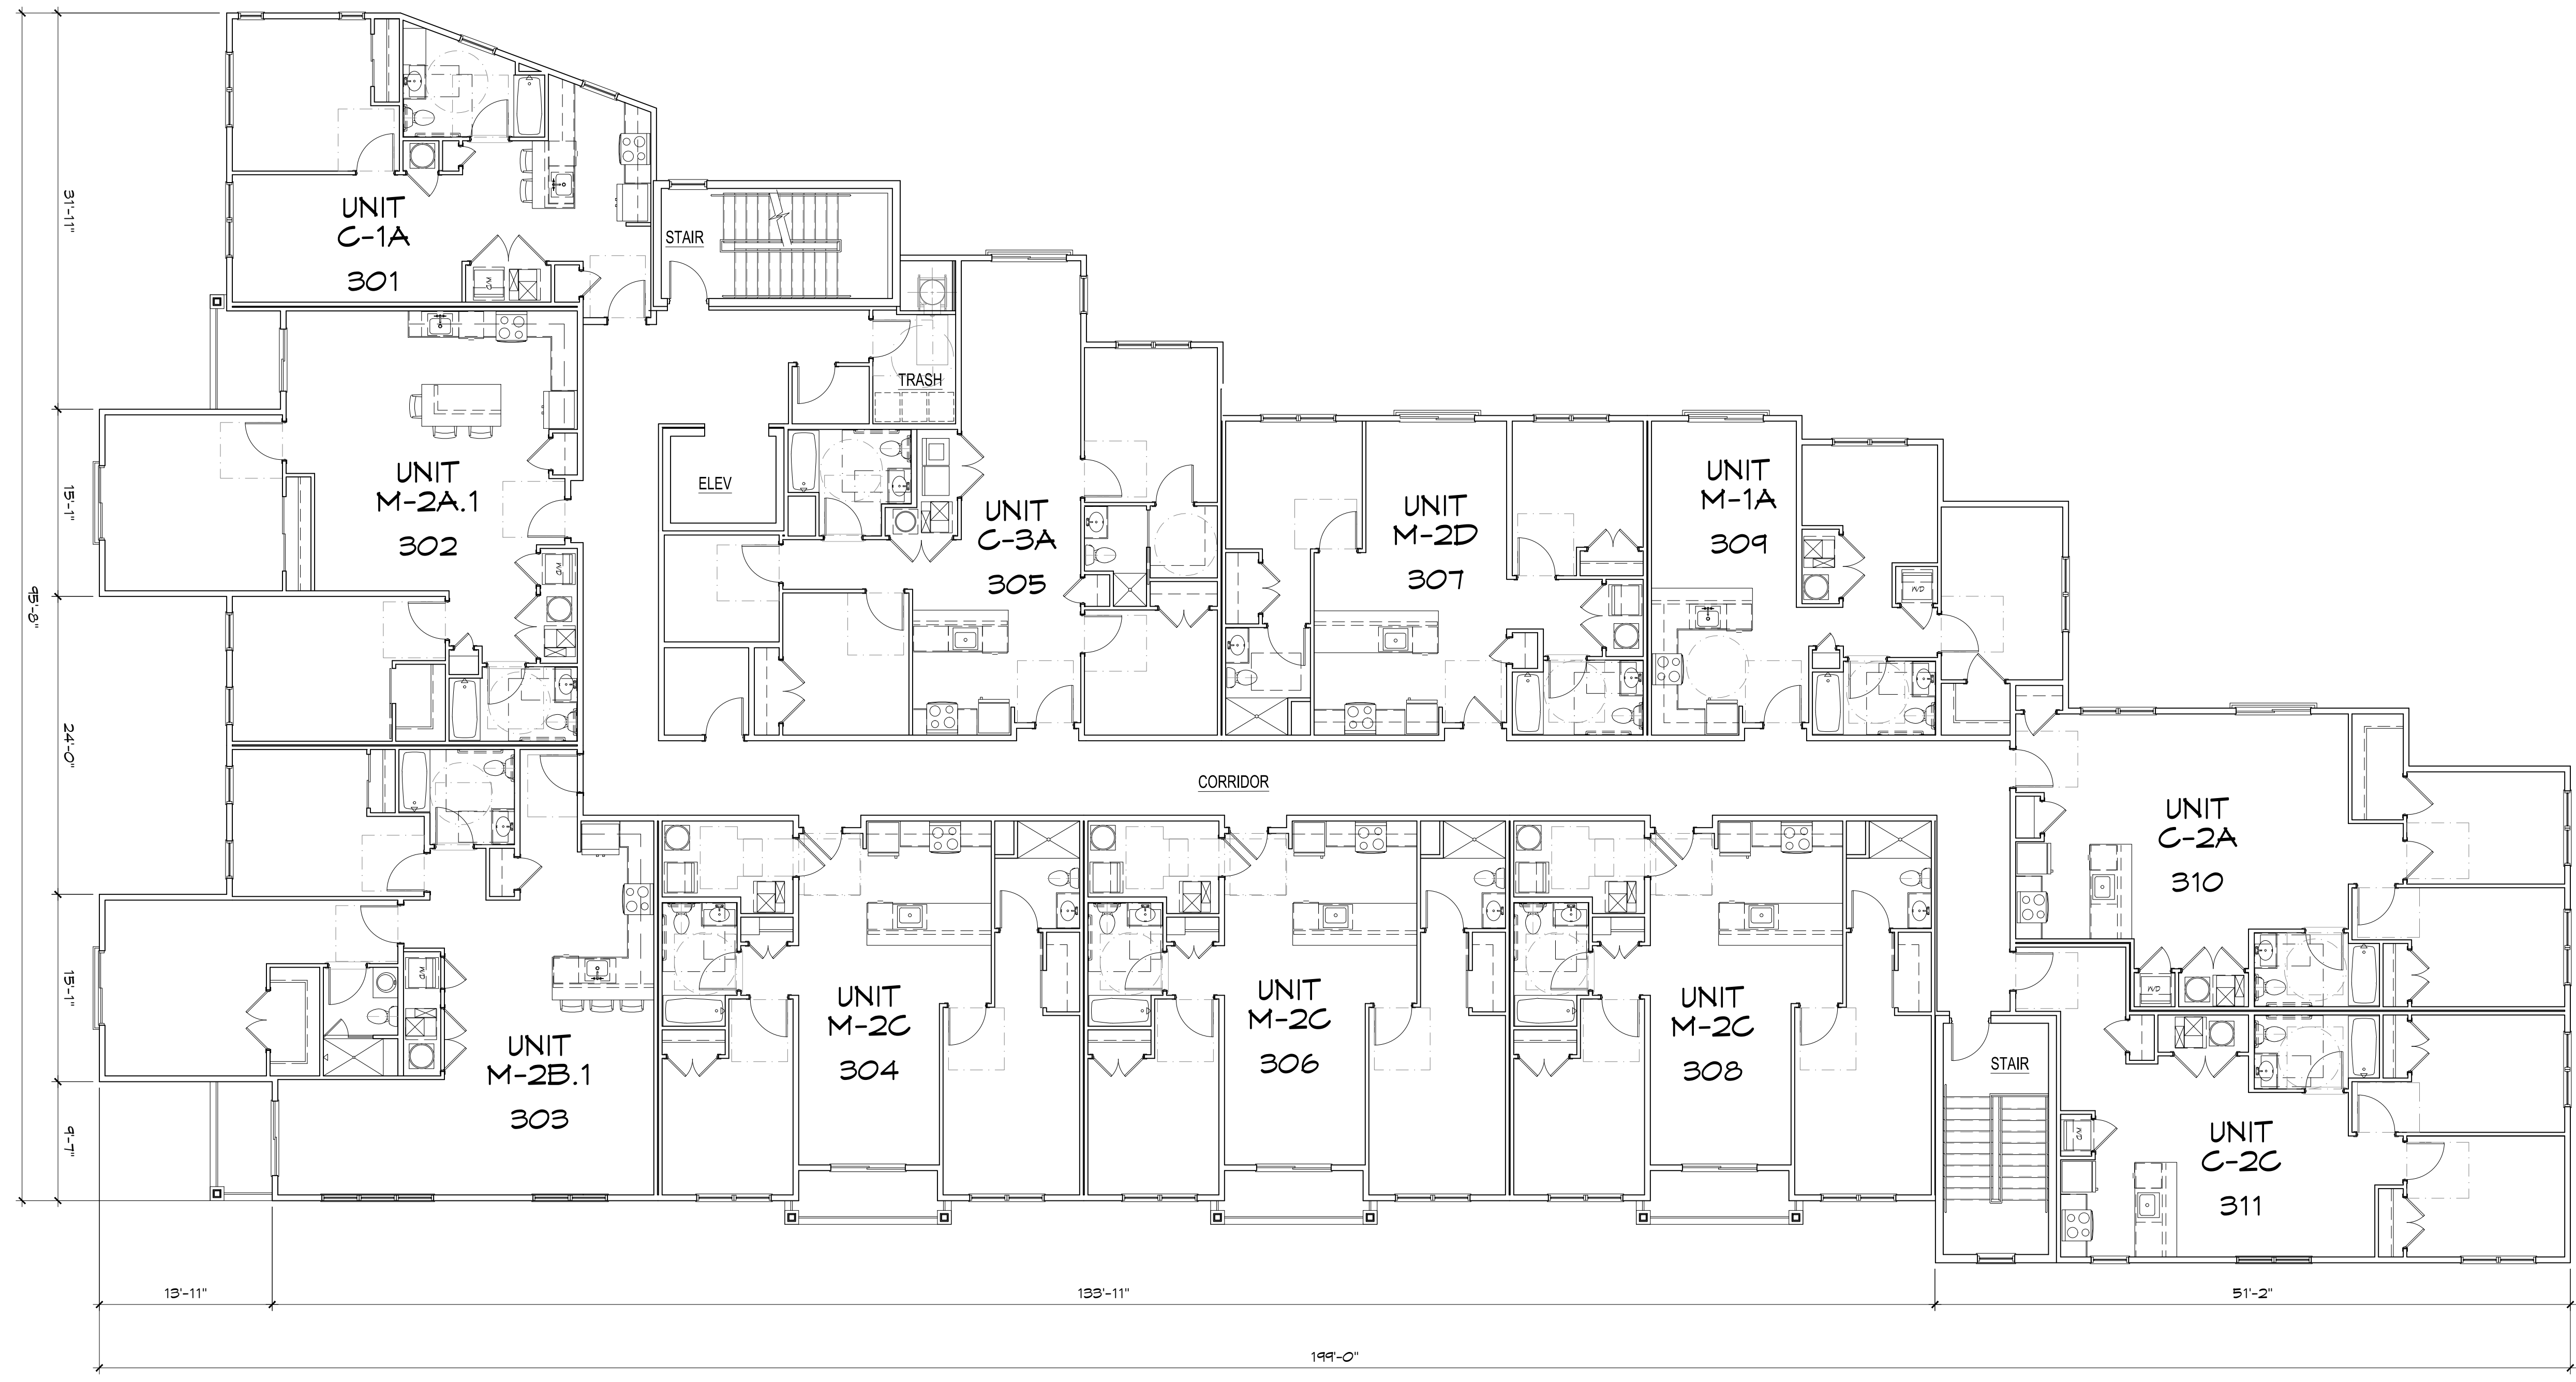 UNIT
C-1A
301
STAIR
31'-11"
TRASH
UNIT
M-2A.1
302
ELEV
UNIT
C-3A
305
UNIT
M-2D
307
UNIT
M-1A
309
15'-1"
95'-8"
24'-0"
CORRIDOR
UNIT
C-2A
310
W/D
W/D
W/D
W/D
W/D
15'-1"
UNIT
M-2B.1
303
UNIT
M-2C
304
UNIT
M-2C
306
UNIT
M-2C
308
STAIR
W/D
W/D
UNIT
C-2C
311
9'-7"
13'-11"
133'-11"
51'-2"
199'-0"